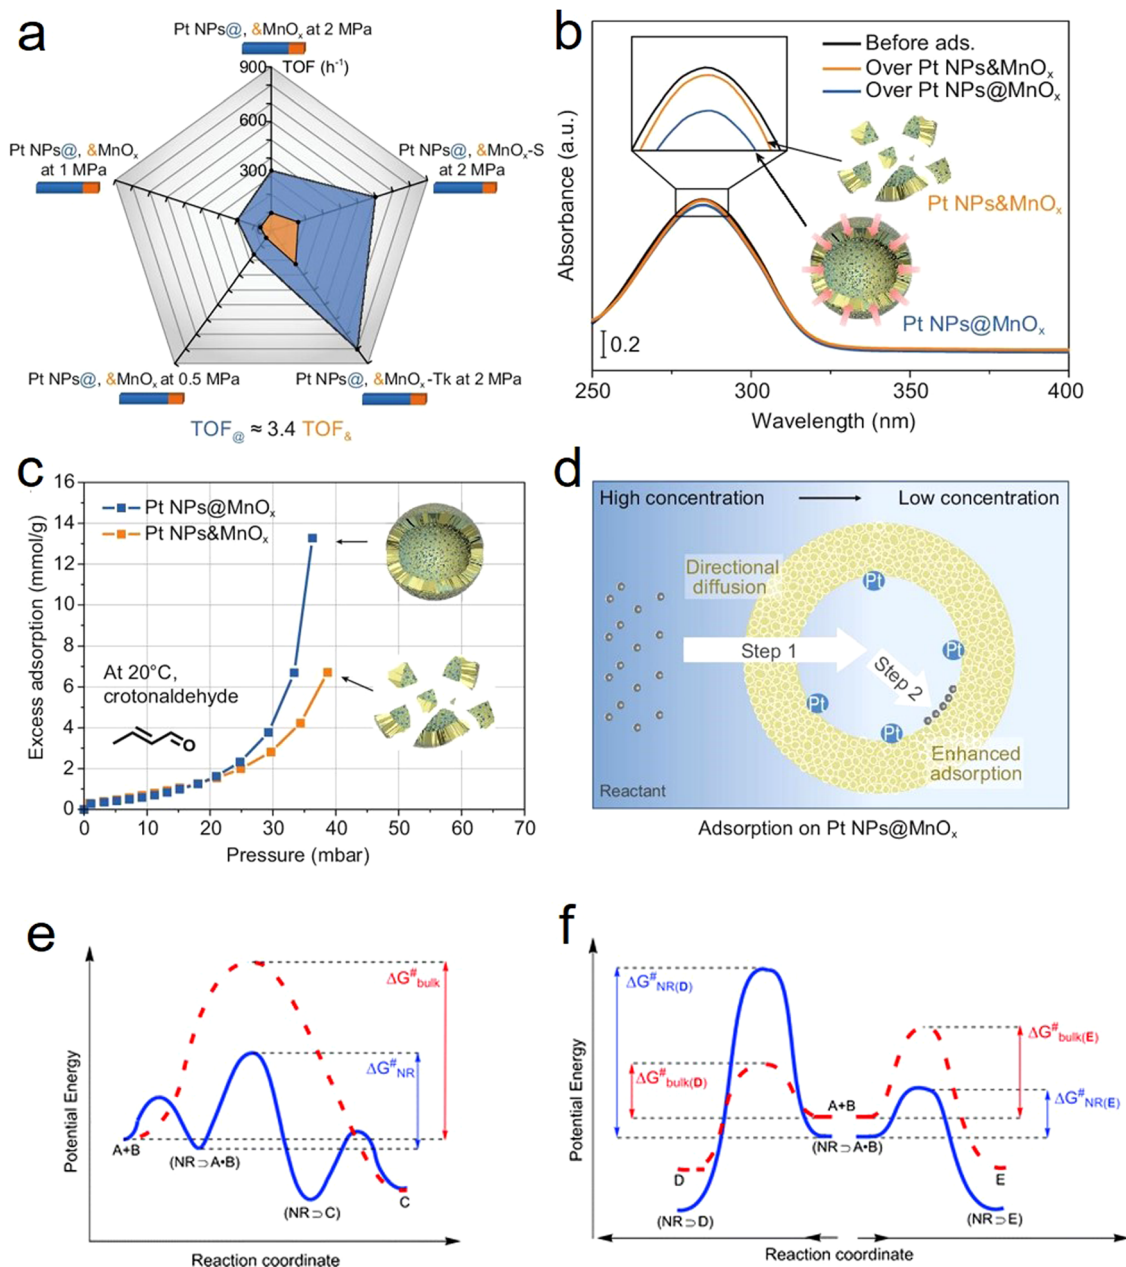 a
Pt NPs@, &MnOₓ at 2 MPa
900
TOF (h⁻¹)
600
300
Pt NPs@, &MnOₓ
at 1 MPa
Pt NPs@, &MnOₓ-S
at 2 MPa
Pt NPs@, &MnOₓ at 0.5 MPa
Pt NPs@, &MnOₓ-Tk at 2 MPa
TOF@ ≈ 3.4 TOF&
b
Before ads.
Over Pt NPs&MnOₓ
Over Pt NPs@MnOₓ
Absorbance (a.u.)
Pt NPs&MnOₓ
Pt NPs@MnOₓ
0.2
250
300
350
400
Wavelength (nm)
c
16
14
12
10
8
6
4
2
0
Excess adsorption (mmol/g)
Pt NPs@MnOₓ
Pt NPs&MnOₓ
At 20°C,
crotonaldehyde
O
0
10
20
30
40
50
60
70
Pressure (mbar)
d
High concentration
Low concentration
Directional
diffusion
Pt
Reactant
Pt
Step 1
Step 2
Pt
Pt
Enhanced
adsorption
Reactant
Adsorption on Pt NPs@MnOₓ
e
ΔG#bulk
ΔG#NR
Potential Energy
A+B
(NR⊃A•B)
(NR⊃C)
C
Reaction coordinate
f
ΔG#NR(D)
ΔG#bulk(E)
ΔG#bulk(D)
ΔG#NR(E)
Potential Energy
A+B
(NR⊃A•B)
D
E
(NR⊃D)
(NR⊃E)
Reaction coordinate